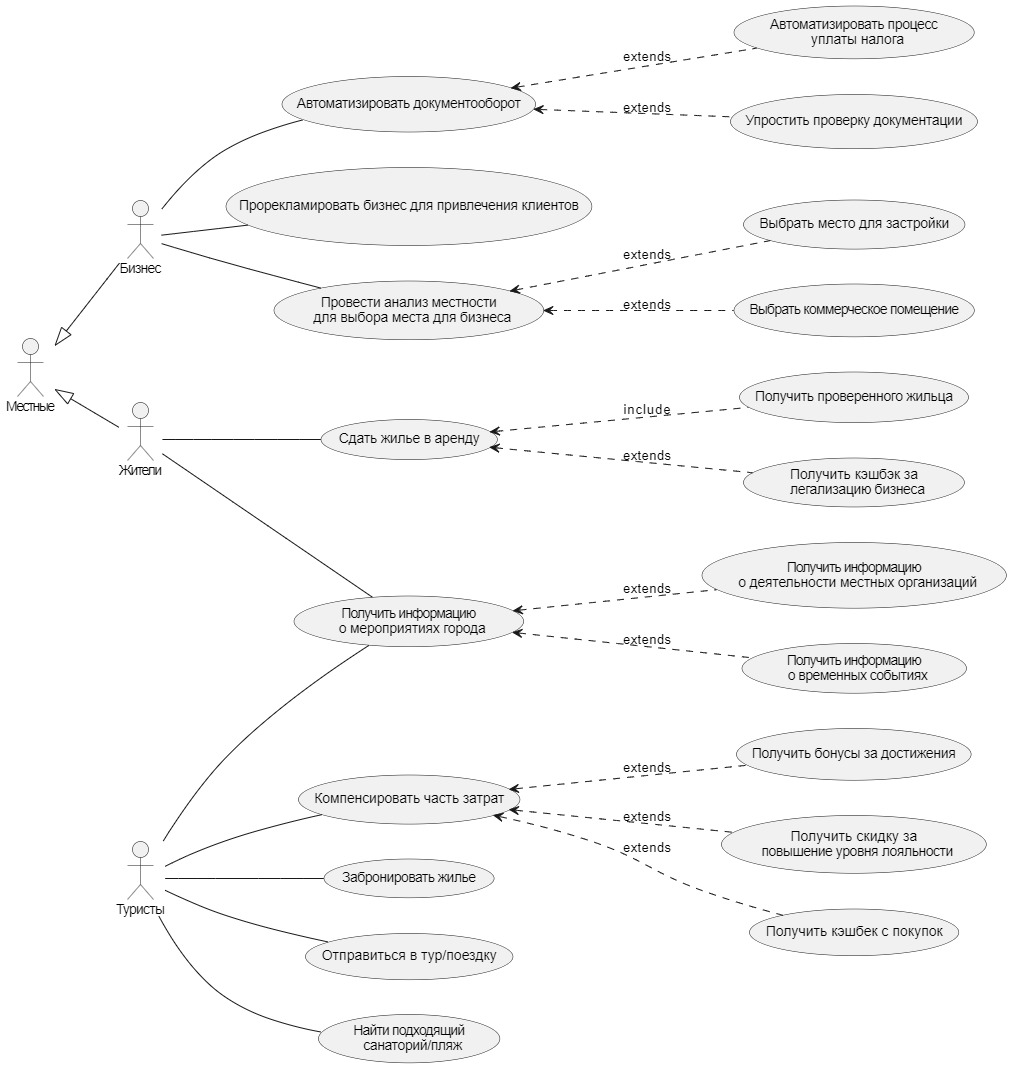 Автоматизировать процесс
уплаты налога
extends
Автоматизировать документооборот
extends
Упростить проверку документации
Прорекламировать бизнес для привлечения клиентов
Выбрать место для застройки
extends
Бизнес
Провести анализ местности
для выбора места для бизнеса
extends
Выбрать коммерческое помещение
Местные
Получить проверенного жильца
include
Сдать жилье в аренду
extends
Жители
Получить кэшбэк за
легализацию бизнеса
Получить информацию
о деятельности местных организаций
extends
Получить информацию
о мероприятиях города
extends
Получить информацию
о временных событиях
Получить бонусы за достижения
extends
Компенсировать часть затрат
extends
Получить скидку за
повышение уровня лояльности
extends
Забронировать жилье
Туристы
Получить кэшбек с покупок
Отправиться в тур/поездку
Найти подходящий
санаторий/пляж